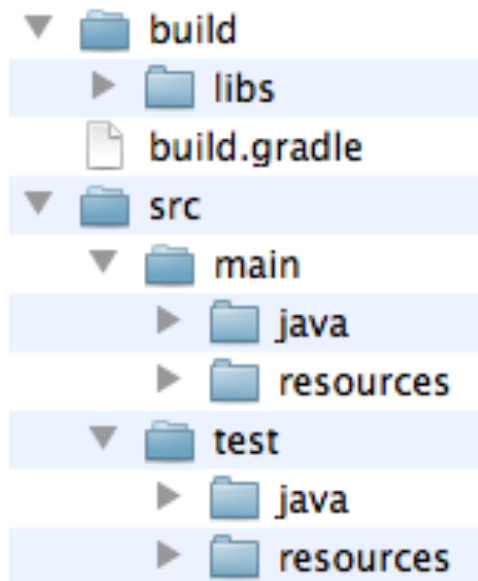 build
libs
build.gradle
src
main
java
resources
test
java
resources